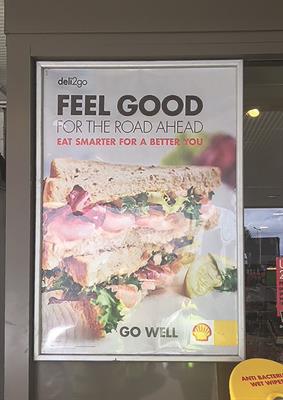 deli2go
FEEL GOOD
FOR THE ROAD AHEAD
EAT SMARTER FOR A BETTER YOU
GO WELL
ANTI BACTERIAL
WET WIPES